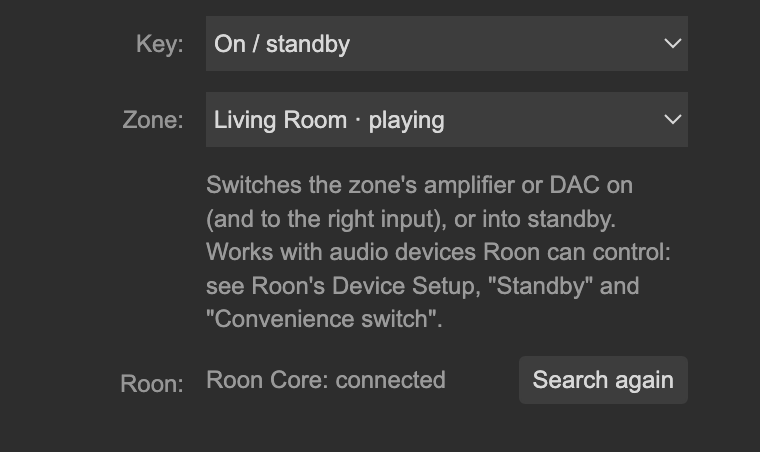 Key: On / standby
Zone: Living Room · playing
Switches the zone's amplifier or DAC on
(and to the right input), or into standby.
Works with audio devices Roon can control:
see Roon's Device Setup, "Standby" and
"Convenience switch".
Roon: Roon Core: connected Search again